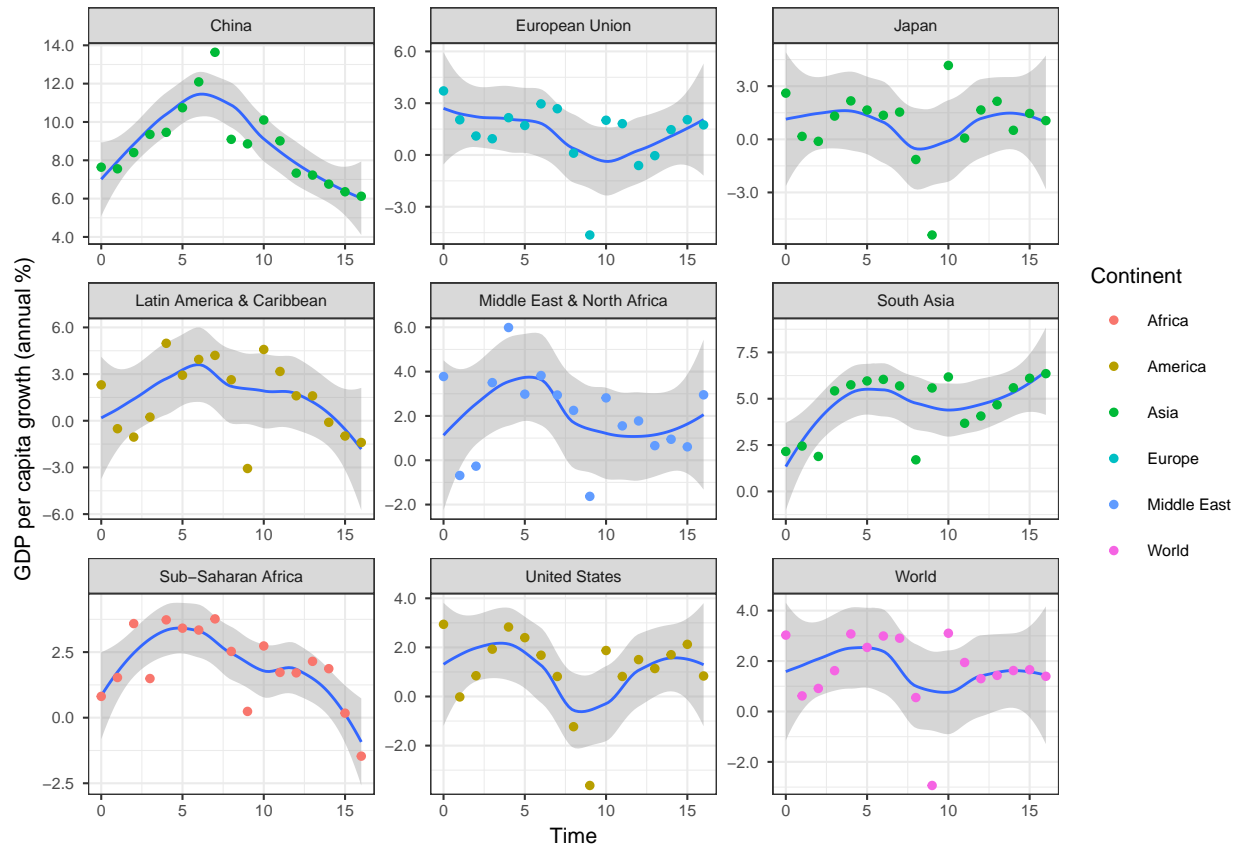 China
European Union
Japan
14.0
12.0
10.0
8.0
6.0
4.0
6.0
3.0
0.0
−3.0
3.0
0.0
−3.0
0 5 10 15
0 5 10 15
0 5 10 15
Latin America & Caribbean
Middle East & North Africa
South Asia
6.0
3.0
0.0
−3.0
−6.0
6.0
4.0
2.0
0.0
−2.0
7.5
5.0
2.5
0.0
0 5 10 15
0 5 10 15
0 5 10 15
Sub−Saharan Africa
United States
World
2.5
0.0
−2.5
4.0
2.0
0.0
−2.0
4.0
2.0
0.0
−2.0
0 5 10 15
0 5 10 15
0 5 10 15
Time
GDP per capita growth (annual %)
Continent
Africa
America
Asia
Europe
Middle East
World